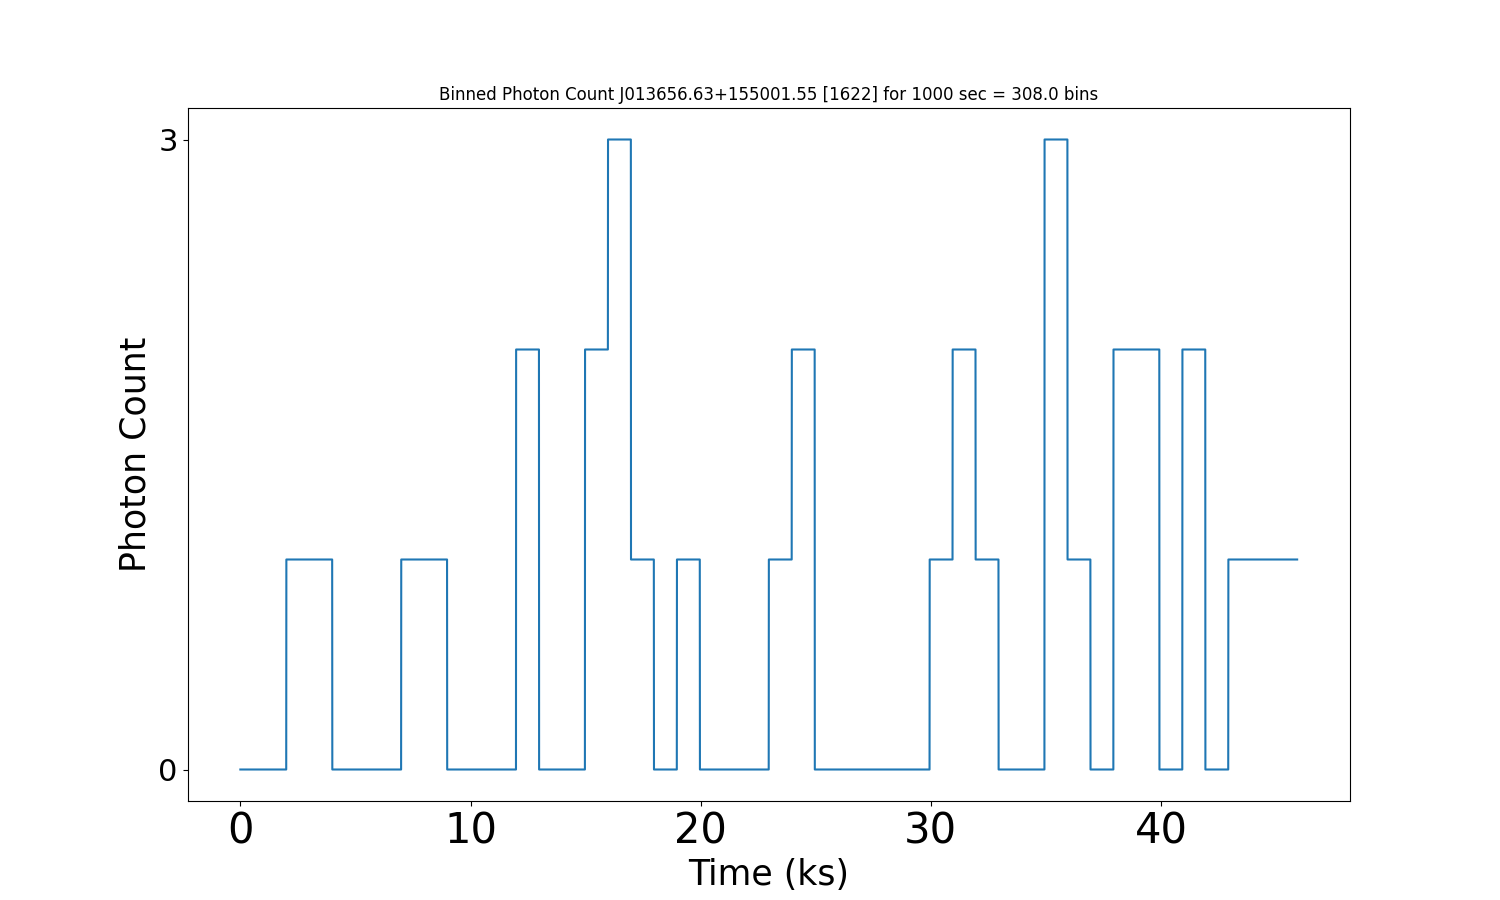 Binned Photon Count J013656.63+155001.55 [1622] for 1000 sec = 308.0 bins
3
Photon Count
0
0 10 20 30 40
Time (ks)